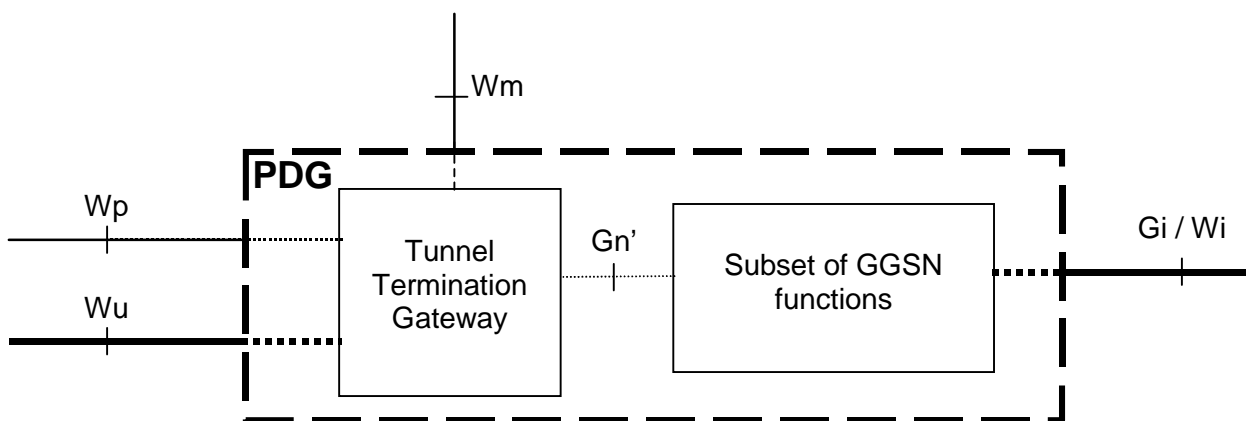 Wm
PDG
Wp
Gn’
Gi / Wi
Tunnel
Termination
Gateway
Subset of GGSN
functions
Wu